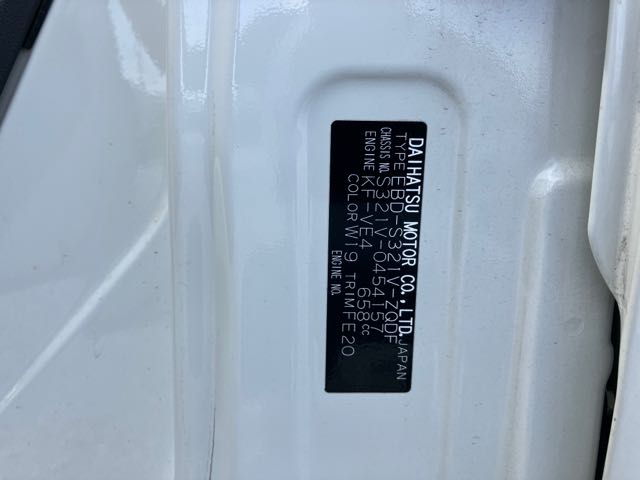 DAIHATSU MOTOR CO.,LTD. JAPAN
TYPE EBD-S321V-ZQDF
CHASSIS NO. S321V-0454157
ENGINE KF-VE4 658cc
COLOR W19 TRIM FE20
ENGINE NO.